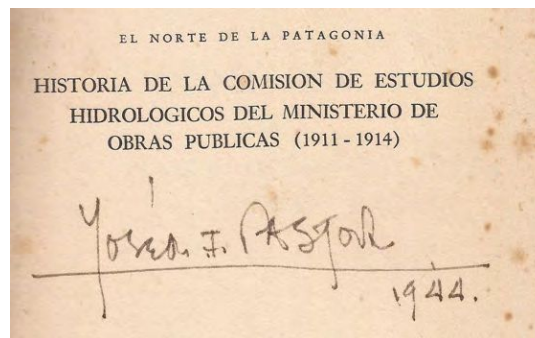 EL NORTE DE LA PATAGONIA
HISTORIA DE LA COMISION DE ESTUDIOS
HIDROLOGICOS DEL MINISTERIO DE
OBRAS PUBLICAS (1911-1914)
F. PASTOR
1944.